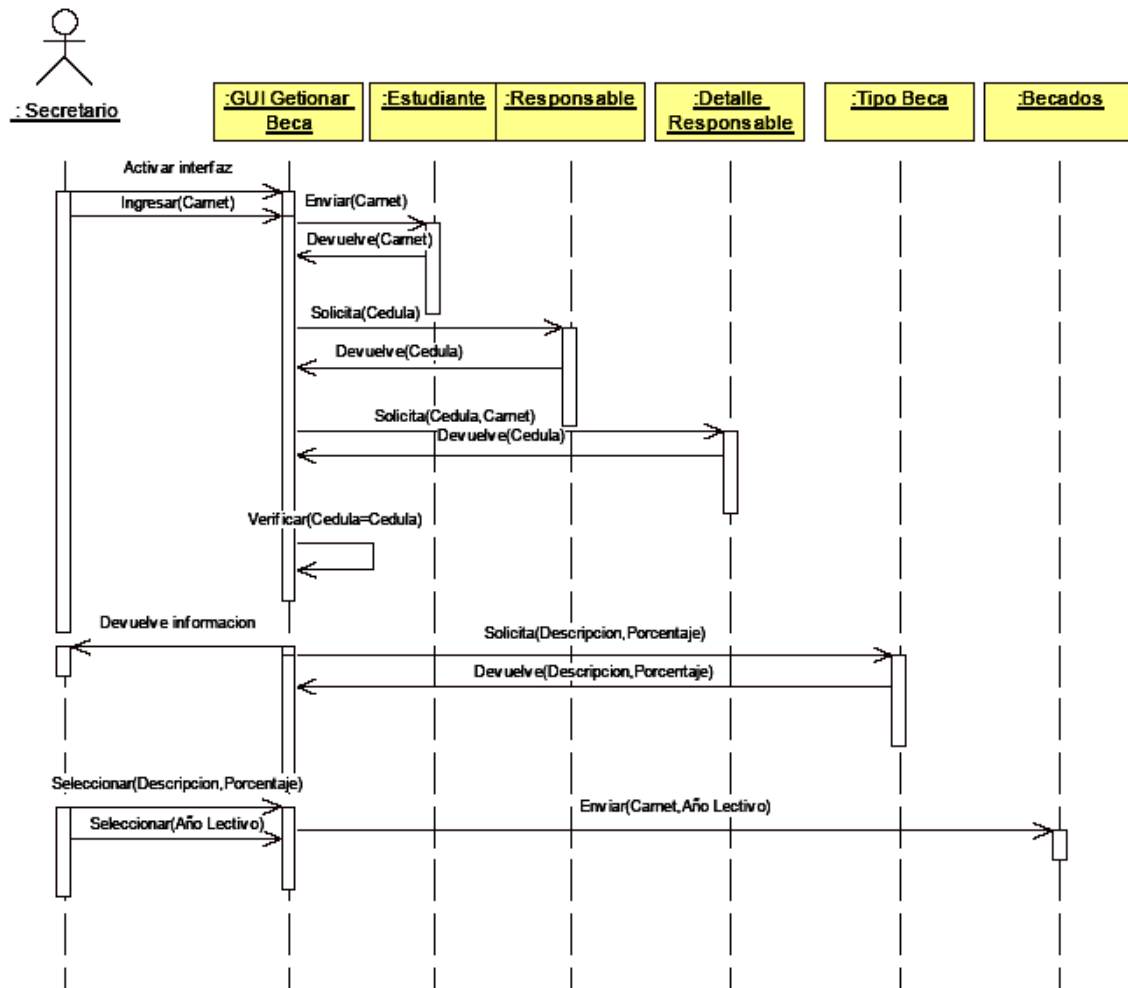 : Secretario
:GUI Getionar
Beca
:Estudiante
:Responsable
:Detalle
Responsable
:Tipo Beca
:Becados
Activar interfaz
Ingresar(Carnet)
Enviar(Carnet)
Devuelve(Carnet)
Solicita(Cedula)
Devuelve(Cedula)
Solicita(Cedula,Carnet)
Devuelve(Cedula)
Verificar(Cedula=Cedula)
Devuelve informacion
Solicita(Descripcion,Porcentaje)
Devuelve(Descripcion,Porcentaje)
Seleccionar(Descripcion,Porcentaje)
Seleccionar(Año Lectivo)
Enviar(Carnet,Año Lectivo)